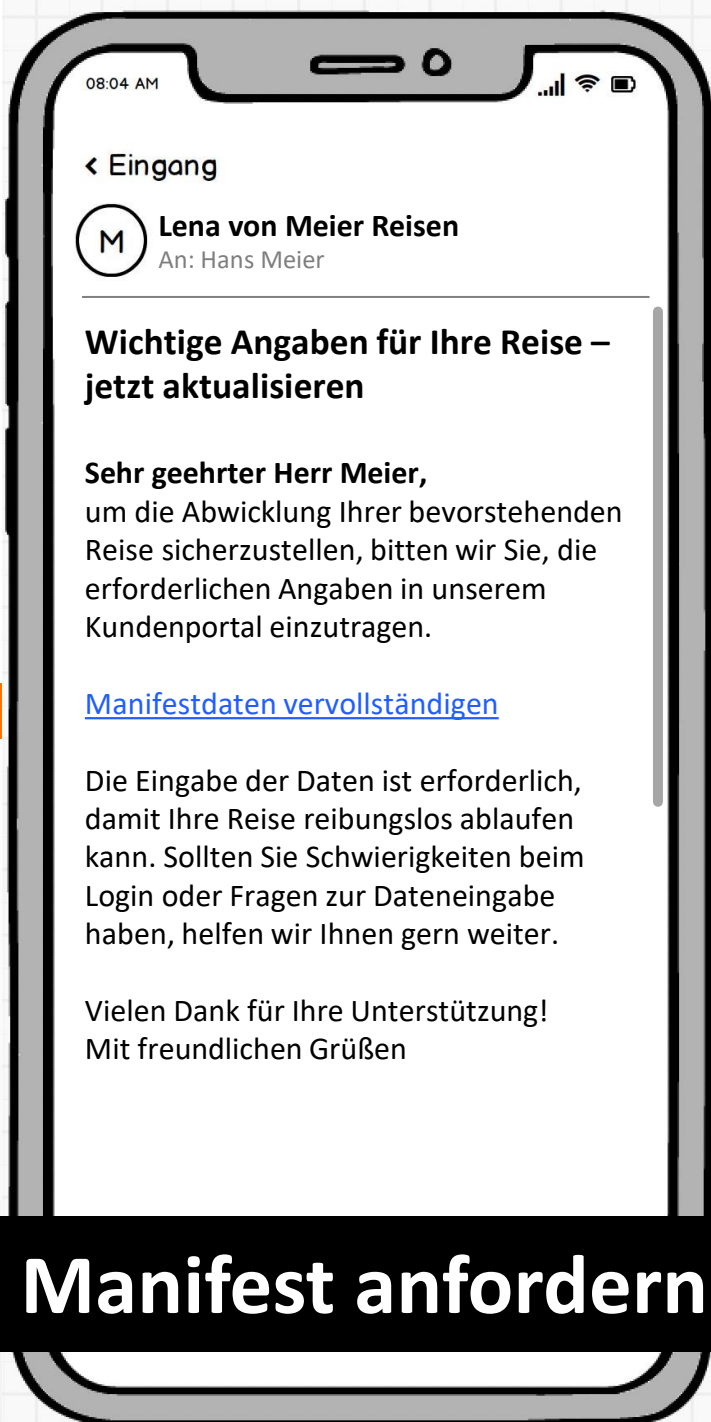 08:04 AM
< Eingang
M
Lena von Meier Reisen
An: Hans Meier
Wichtige Angaben für Ihre Reise –
jetzt aktualisieren
Sehr geehrter Herr Meier,
um die Abwicklung Ihrer bevorstehenden
Reise sicherzustellen, bitten wir Sie, die
erforderlichen Angaben in unserem
Kundenportal einzutragen.
Manifestdaten vervollständigen
Die Eingabe der Daten ist erforderlich,
damit Ihre Reise reibungslos ablaufen
kann. Sollten Sie Schwierigkeiten beim
Login oder Fragen zur Dateneingabe
haben, helfen wir Ihnen gern weiter.
Vielen Dank für Ihre Unterstützung!
Mit freundlichen Grüßen
Manifest anfordern